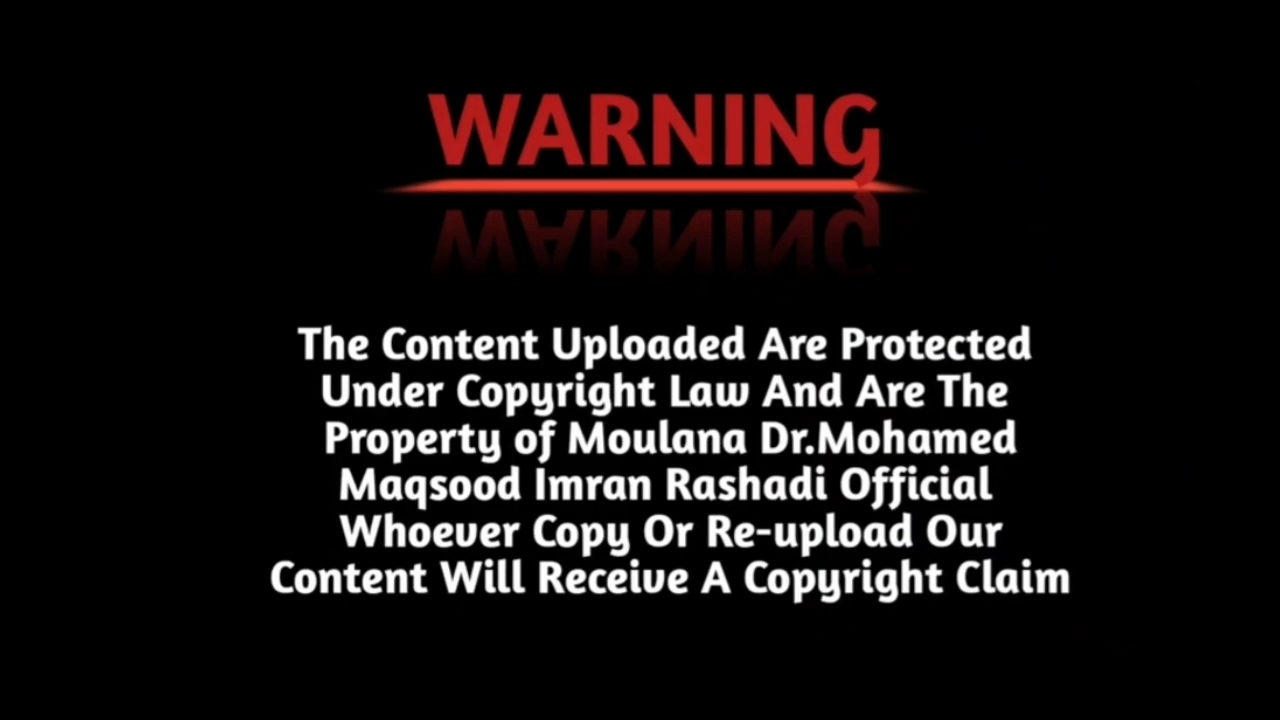 WARNING
The Content Uploaded Are Protected
Under Copyright Law And Are The
Property of Moulana Dr.Mohamed
Maqsood Imran Rashadi Official
Whoever Copy Or Re-upload Our
Content Will Receive A Copyright Claim